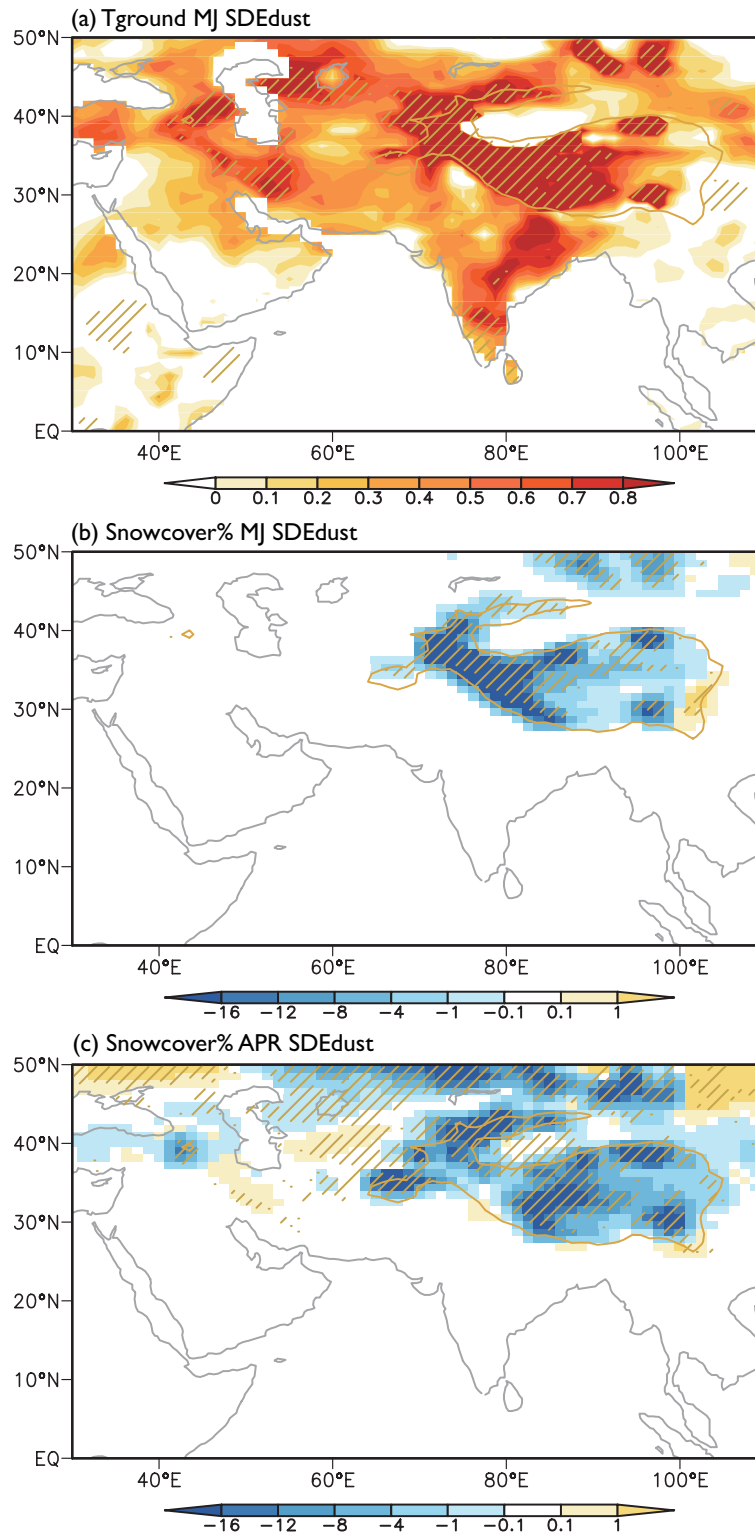 (a) Tground MJ SDEdust
50°N
40°N
30°N
20°N
10°N
EQ
40°E 60°E 80°E 100°E
0 0.1 0.2 0.3 0.4 0.5 0.6 0.7 0.8
(b) Snowcover% MJ SDEdust
50°N
40°N
30°N
20°N
10°N
EQ
40°E 60°E 80°E 100°E
−16 −12 −8 −4 −1 −0.1 0.1 1
(c) Snowcover% APR SDEdust
50°N
40°N
30°N
20°N
10°N
EQ
40°E 60°E 80°E 100°E
−16 −12 −8 −4 −1 −0.1 0.1 1